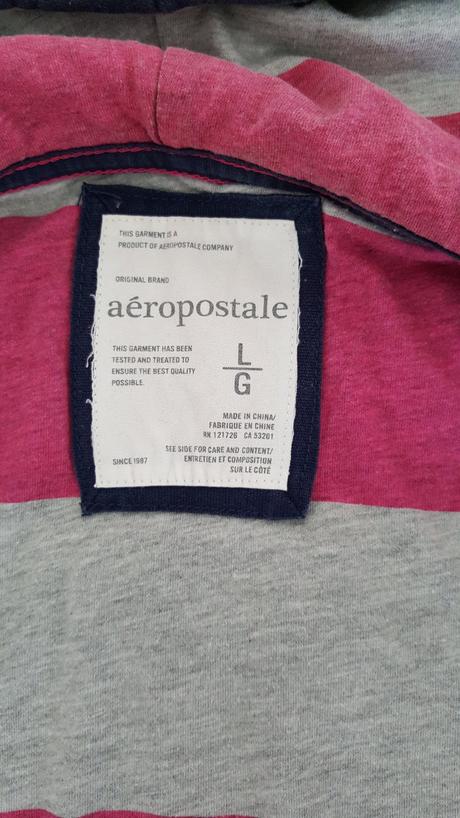 THIS GARMENT IS A
PRODUCT OF AÉROPOSTALE COMPANY
ORIGINAL BRAND
aéropostale
THIS GARMENT HAS BEEN
TESTED AND TREATED TO
ENSURE THE BEST QUALITY
POSSIBLE.
L
G
MADE IN CHINA/
FABRIQUE EN CHINE
RN 121726 CA 53201
SEE SIDE FOR CARE AND CONTENT/
ENTRETIEN ET COMPOSITION
SUR LE CÔTÉ
SINCE 1987